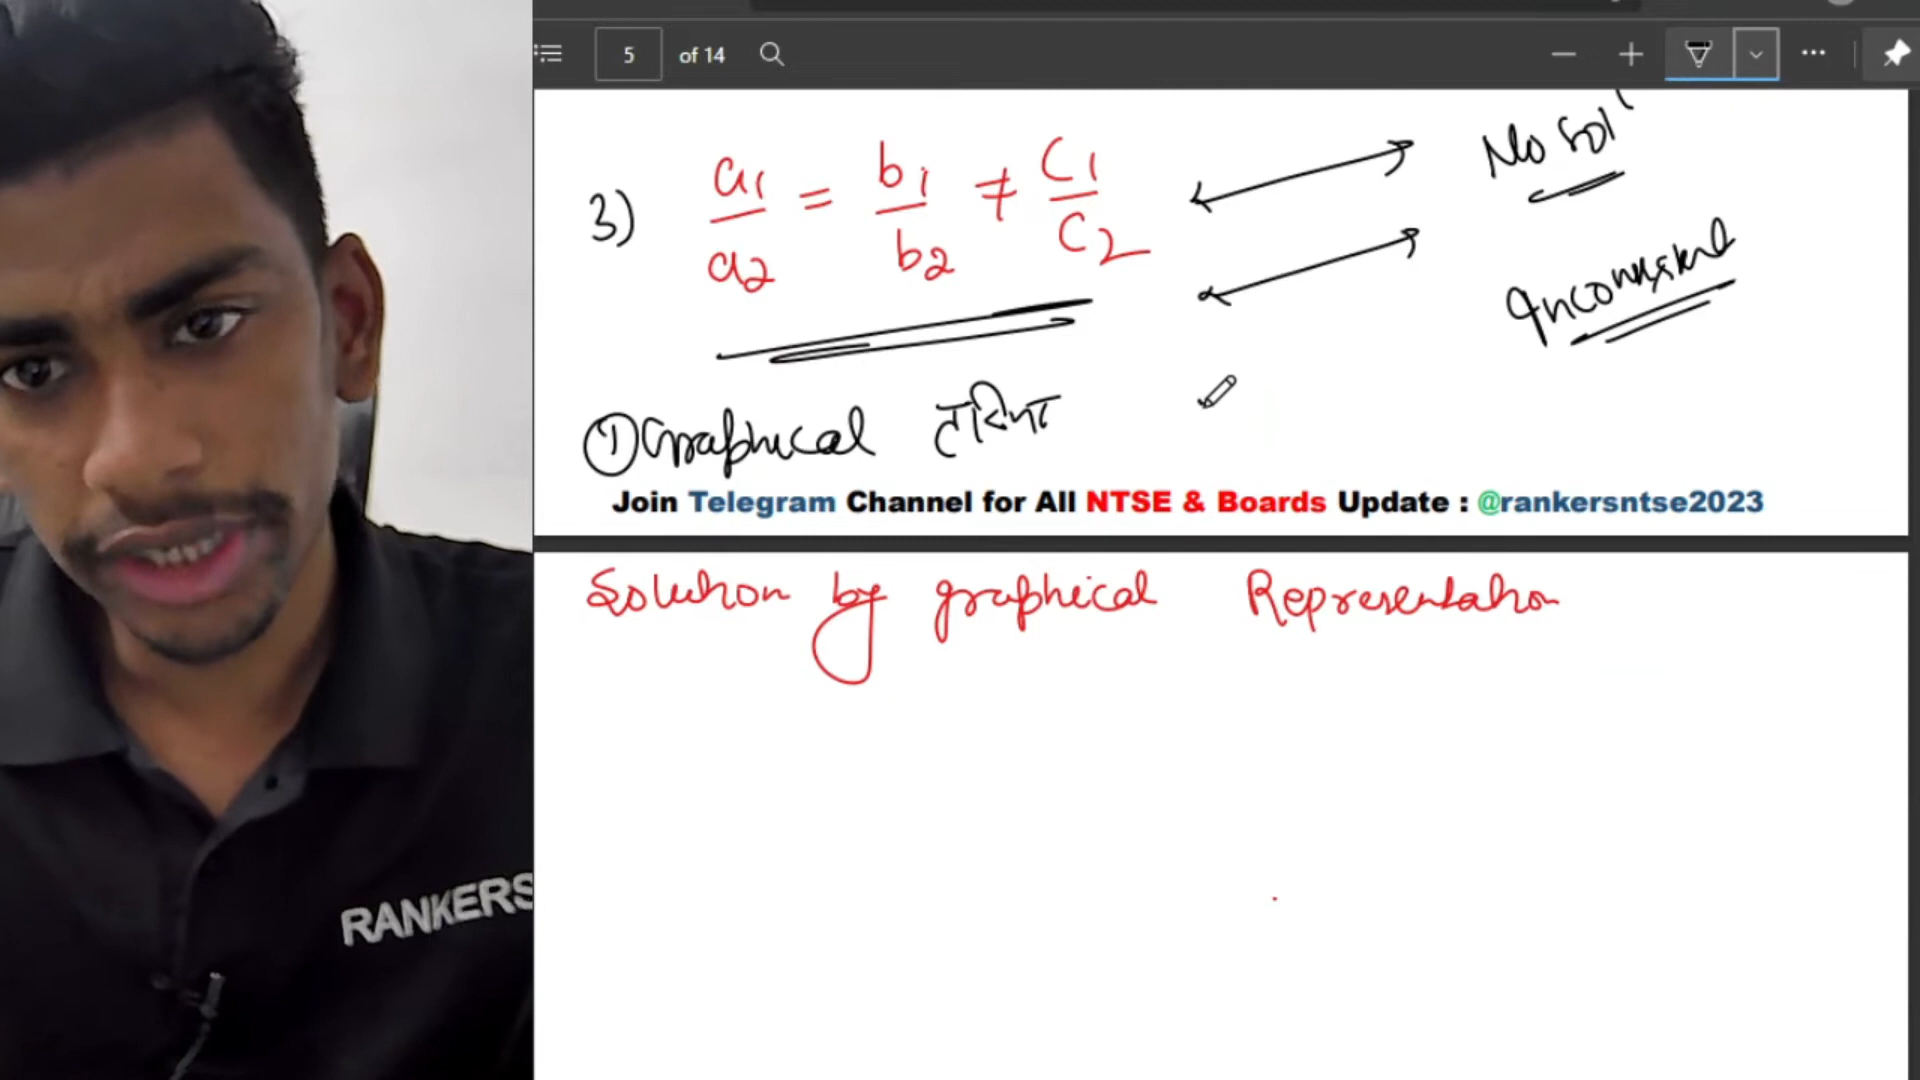 5 of 14
3) a1/a2 = b1/b2 ≠ C1/C2 No Sol'
Inconsistent
① Graphical
Join Telegram Channel for All NTSE & Boards Update : @rankersntse2023
Solution by graphical Representation
RANKERS